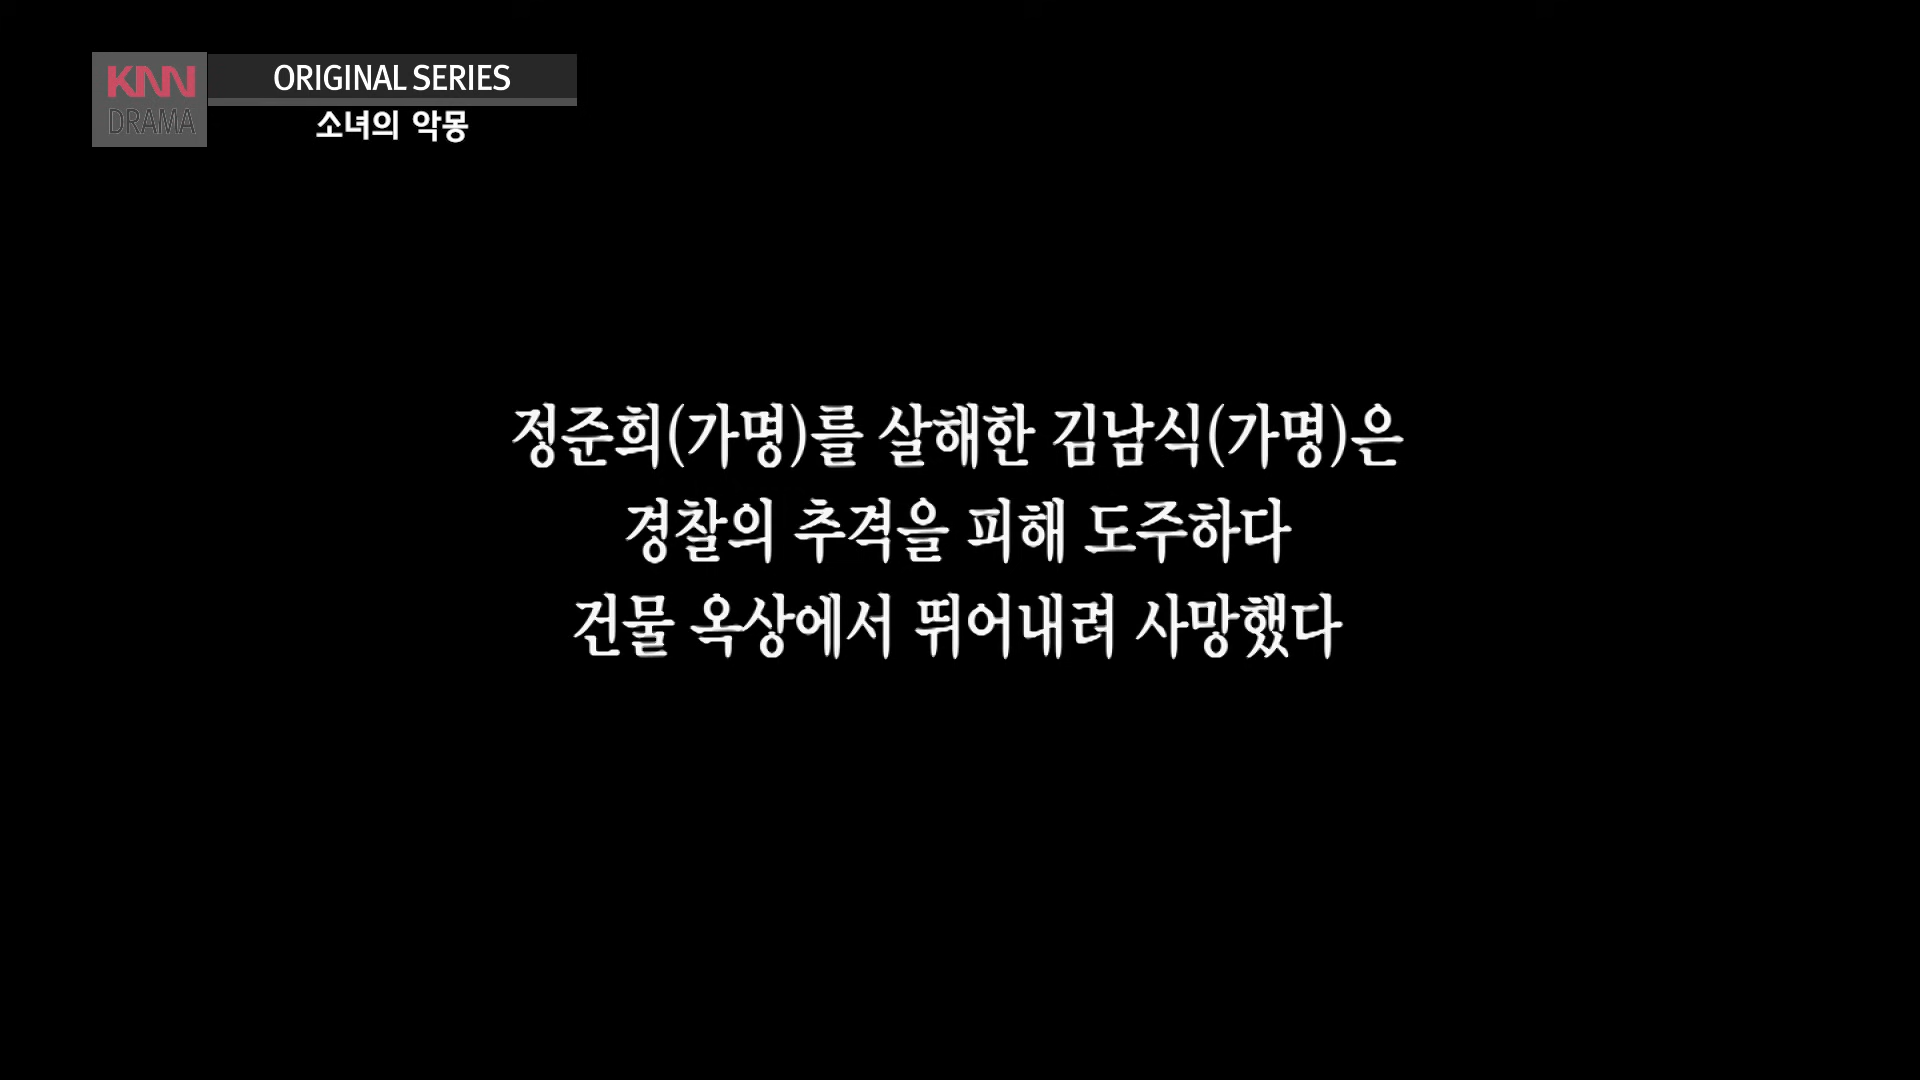 KNN
DRAMA
ORIGINAL SERIES
소녀의 악몽
정준희(가명)를 살해한 김남식(가명)은
경찰의 추격을 피해 도주하다
건물 옥상에서 뛰어내려 사망했다